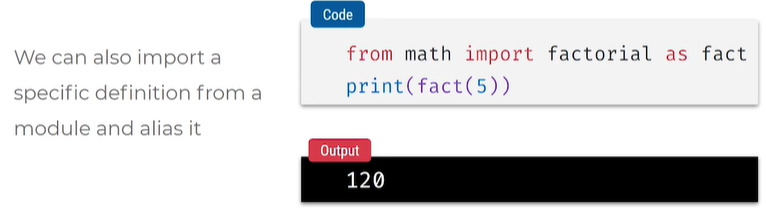 We can also import a
specific definition from a
module and alias it
Code
from math import factorial as fact
print(fact(5))
Output
120